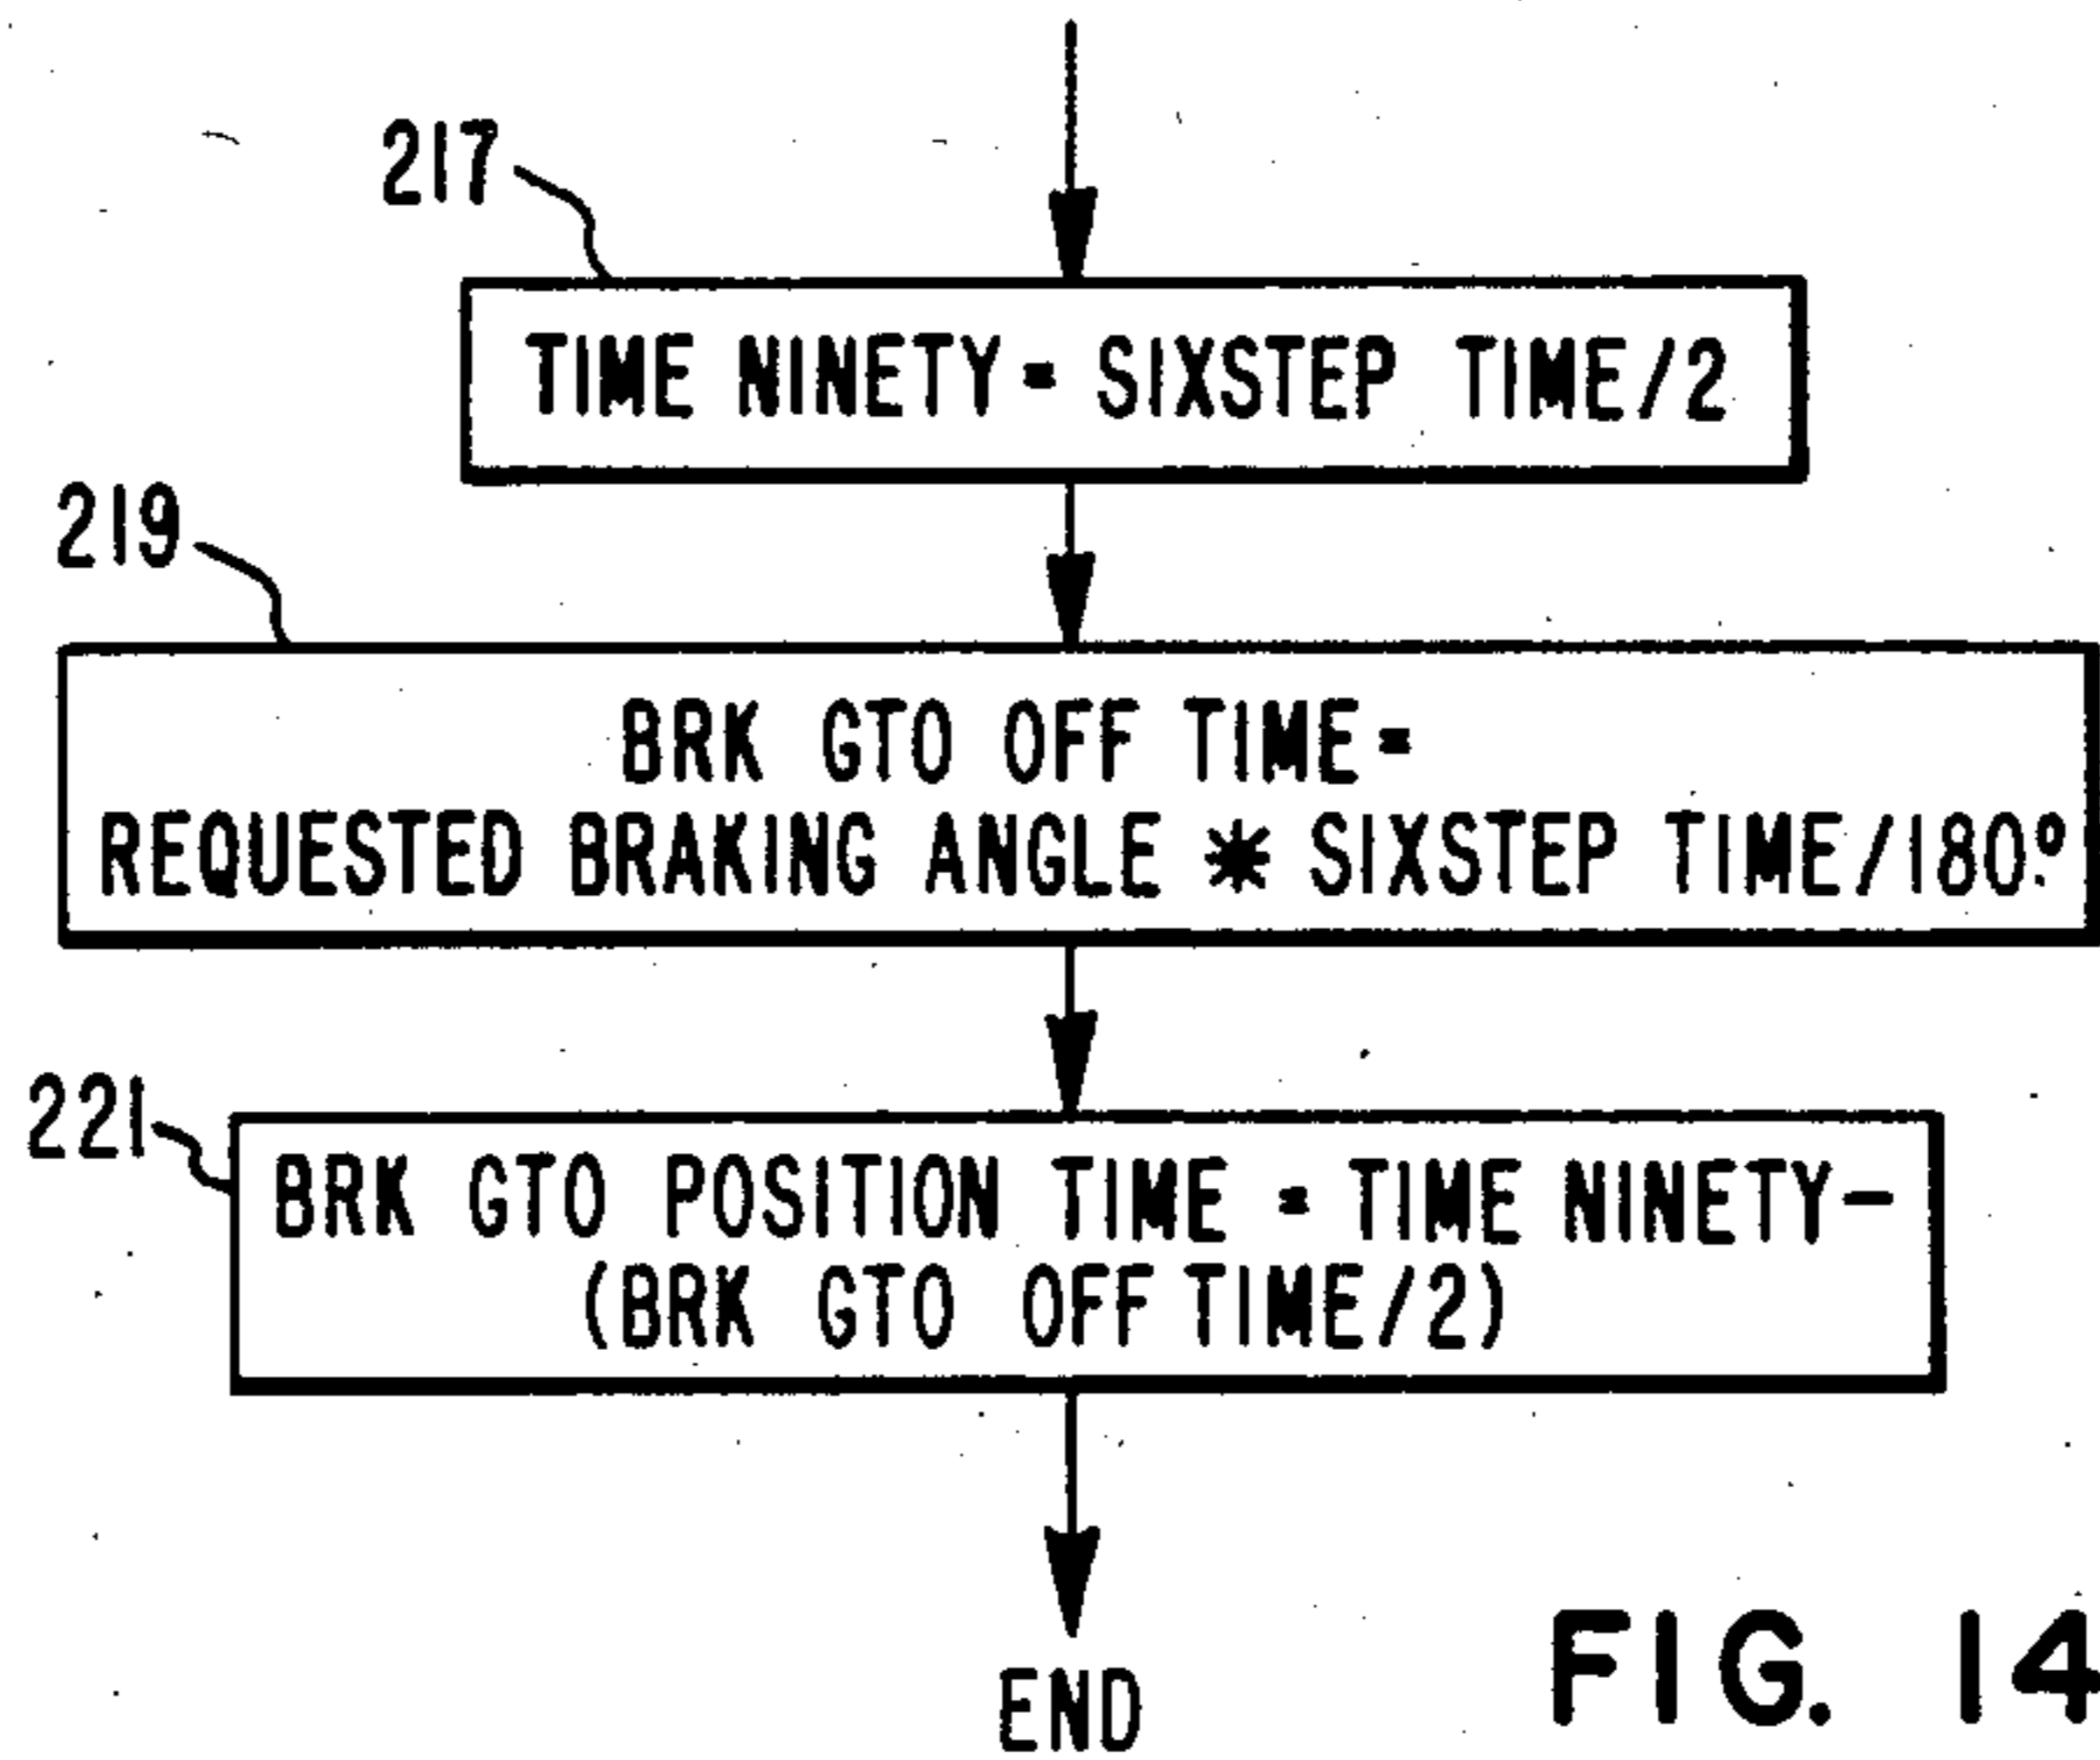 217
TIME NINETY = SIXSTEP TIME/2
219
BRK GTO OFF TIME =
REQUESTED BRAKING ANGLE * SIXSTEP TIME/180°
221
BRK GTO POSITION TIME = TIME NINETY-
(BRK GTO OFF TIME/2)
END
FIG. 14